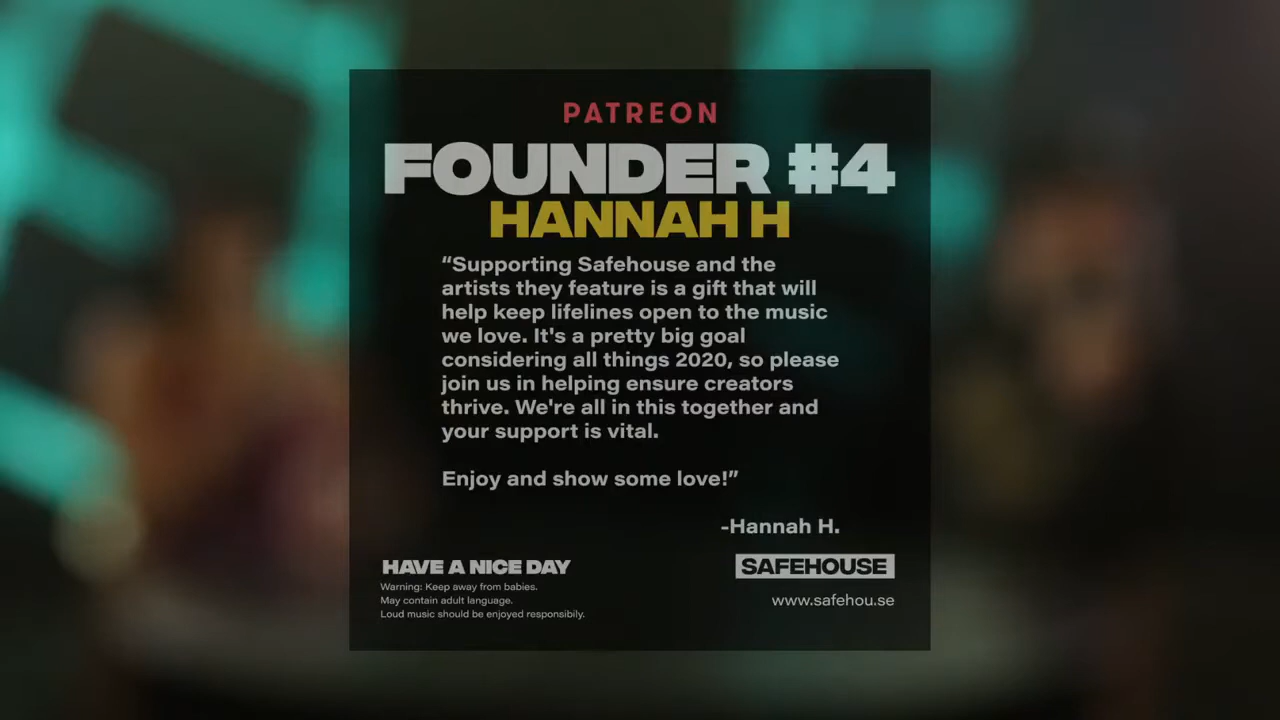 PATREON
FOUNDER #4
HANNAH H
“Supporting Safehouse and the
artists they feature is a gift that will
help keep lifelines open to the music
we love. It's a pretty big goal
considering all things 2020, so please
join us in helping ensure creators
thrive. We're all in this together and
your support is vital.
Enjoy and show some love!”
-Hannah H.
HAVE A NICE DAY
Warning: Keep away from babies.
May contain adult language.
Loud music should be enjoyed responsibily.
SAFEHOUSE
www.safehou.se